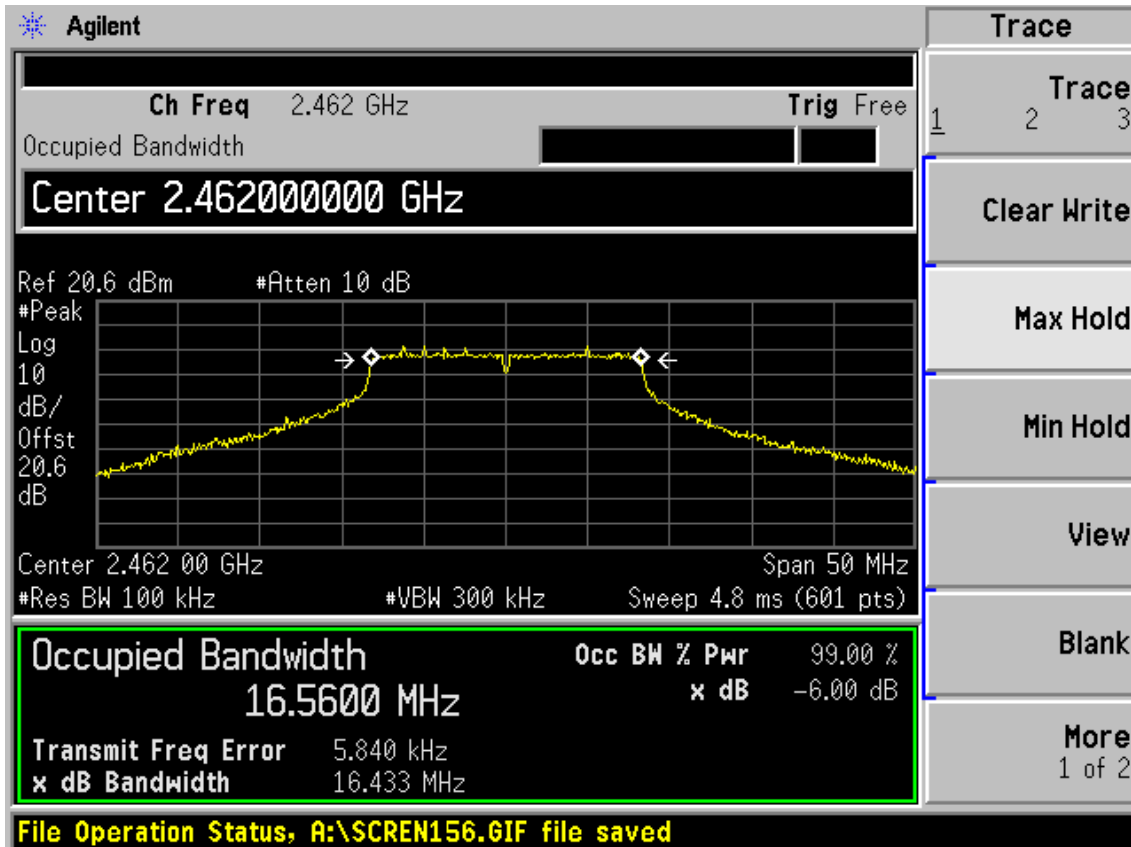 Agilent
Trace
Ch Freq 2.462 GHz Trig Free
Occupied Bandwidth
Center 2.462000000 GHz
Ref 20.6 dBm #Atten 10 dB
#Peak
Log
10
dB/
Offst
20.6
dB
Center 2.462 00 GHz Span 50 MHz
#Res BW 100 kHz #VBW 300 kHz Sweep 4.8 ms (601 pts)
Occupied Bandwidth
16.5600 MHz
Occ BW % Pwr 99.00 %
x dB -6.00 dB
Transmit Freq Error 5.840 kHz
x dB Bandwidth 16.433 MHz
File Operation Status, A:\SCREN156.GIF file saved
Trace
1 2 3
Clear Write
Max Hold
Min Hold
View
Blank
More
1 of 2